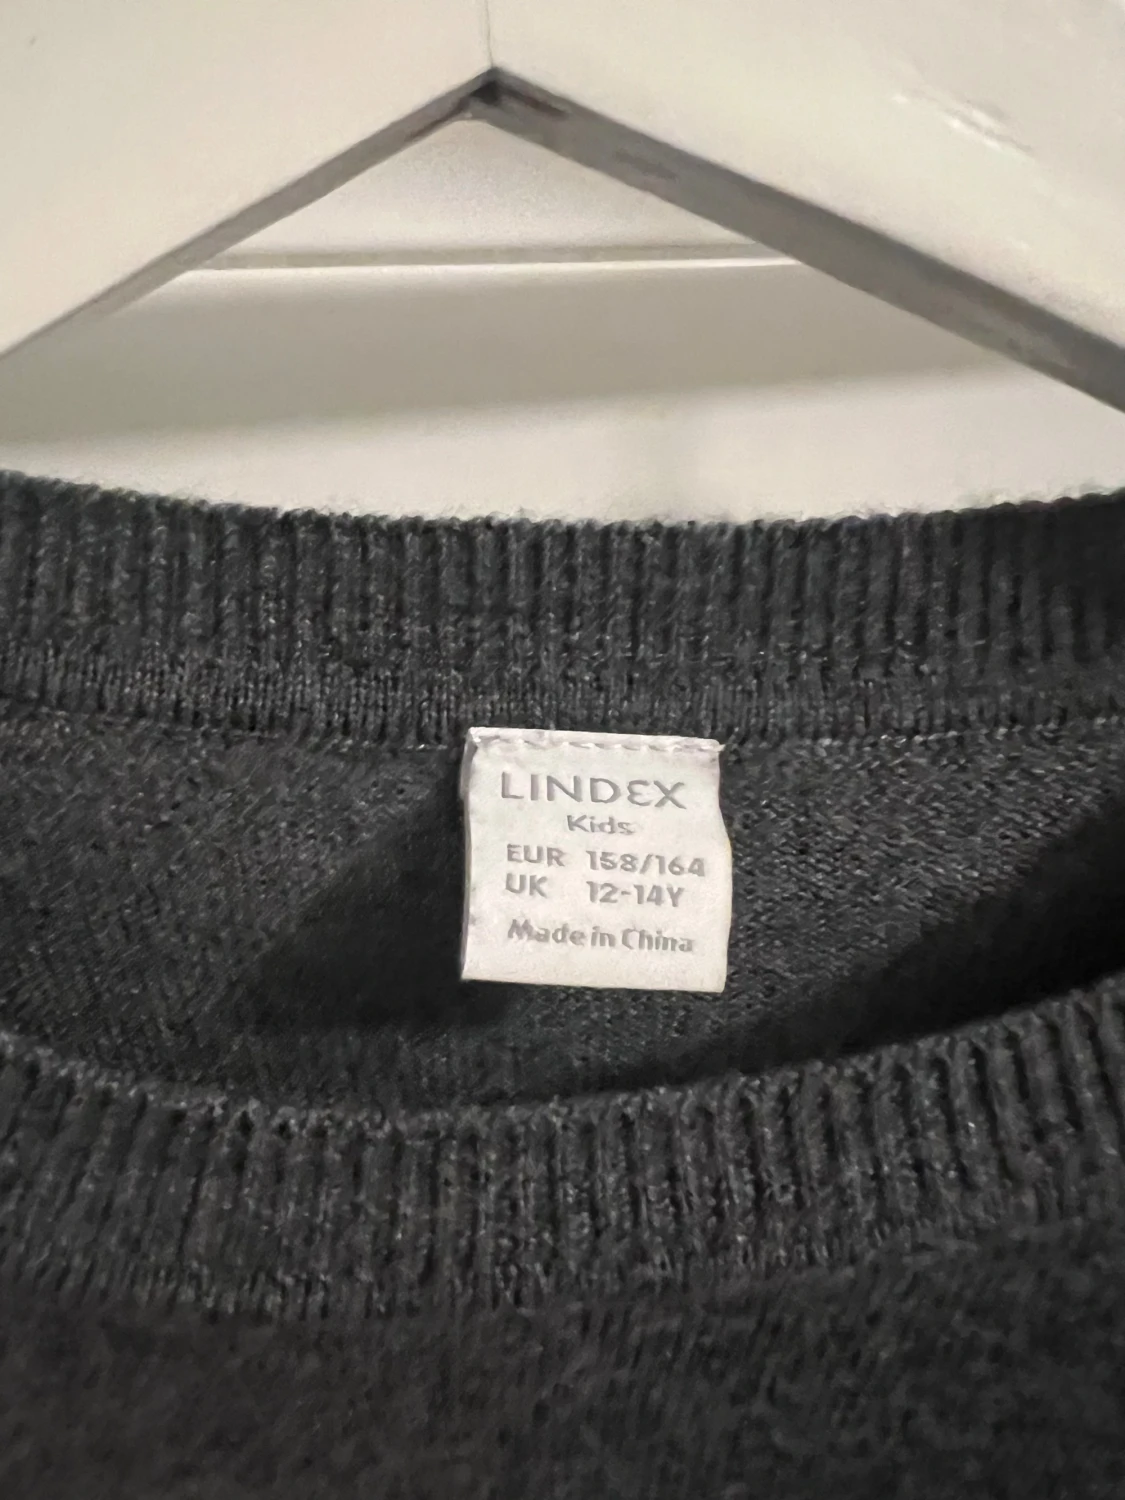 LINDEX
Kids
EUR 158/164
UK 12-14Y
Made in China